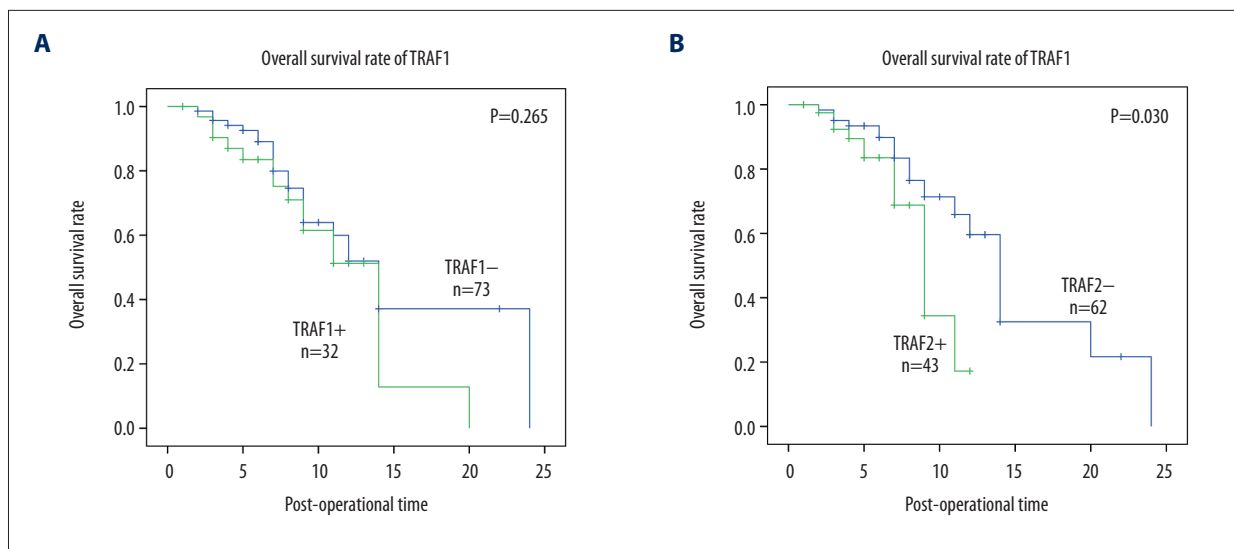 A
Overall survival rate of TRAF1
P=0.265
Overall survival rate
1.0
0.8
0.6
0.4
0.2
0.0
TRAF1−
n=73
TRAF1+
n=32
0 5 10 15 20 25
Post-operational time
B
Overall survival rate of TRAF1
P=0.030
Overall survival rate
1.0
0.8
0.6
0.4
0.2
0.0
TRAF2−
n=62
TRAF2+
n=43
0 5 10 15 20 25
Post-operational time